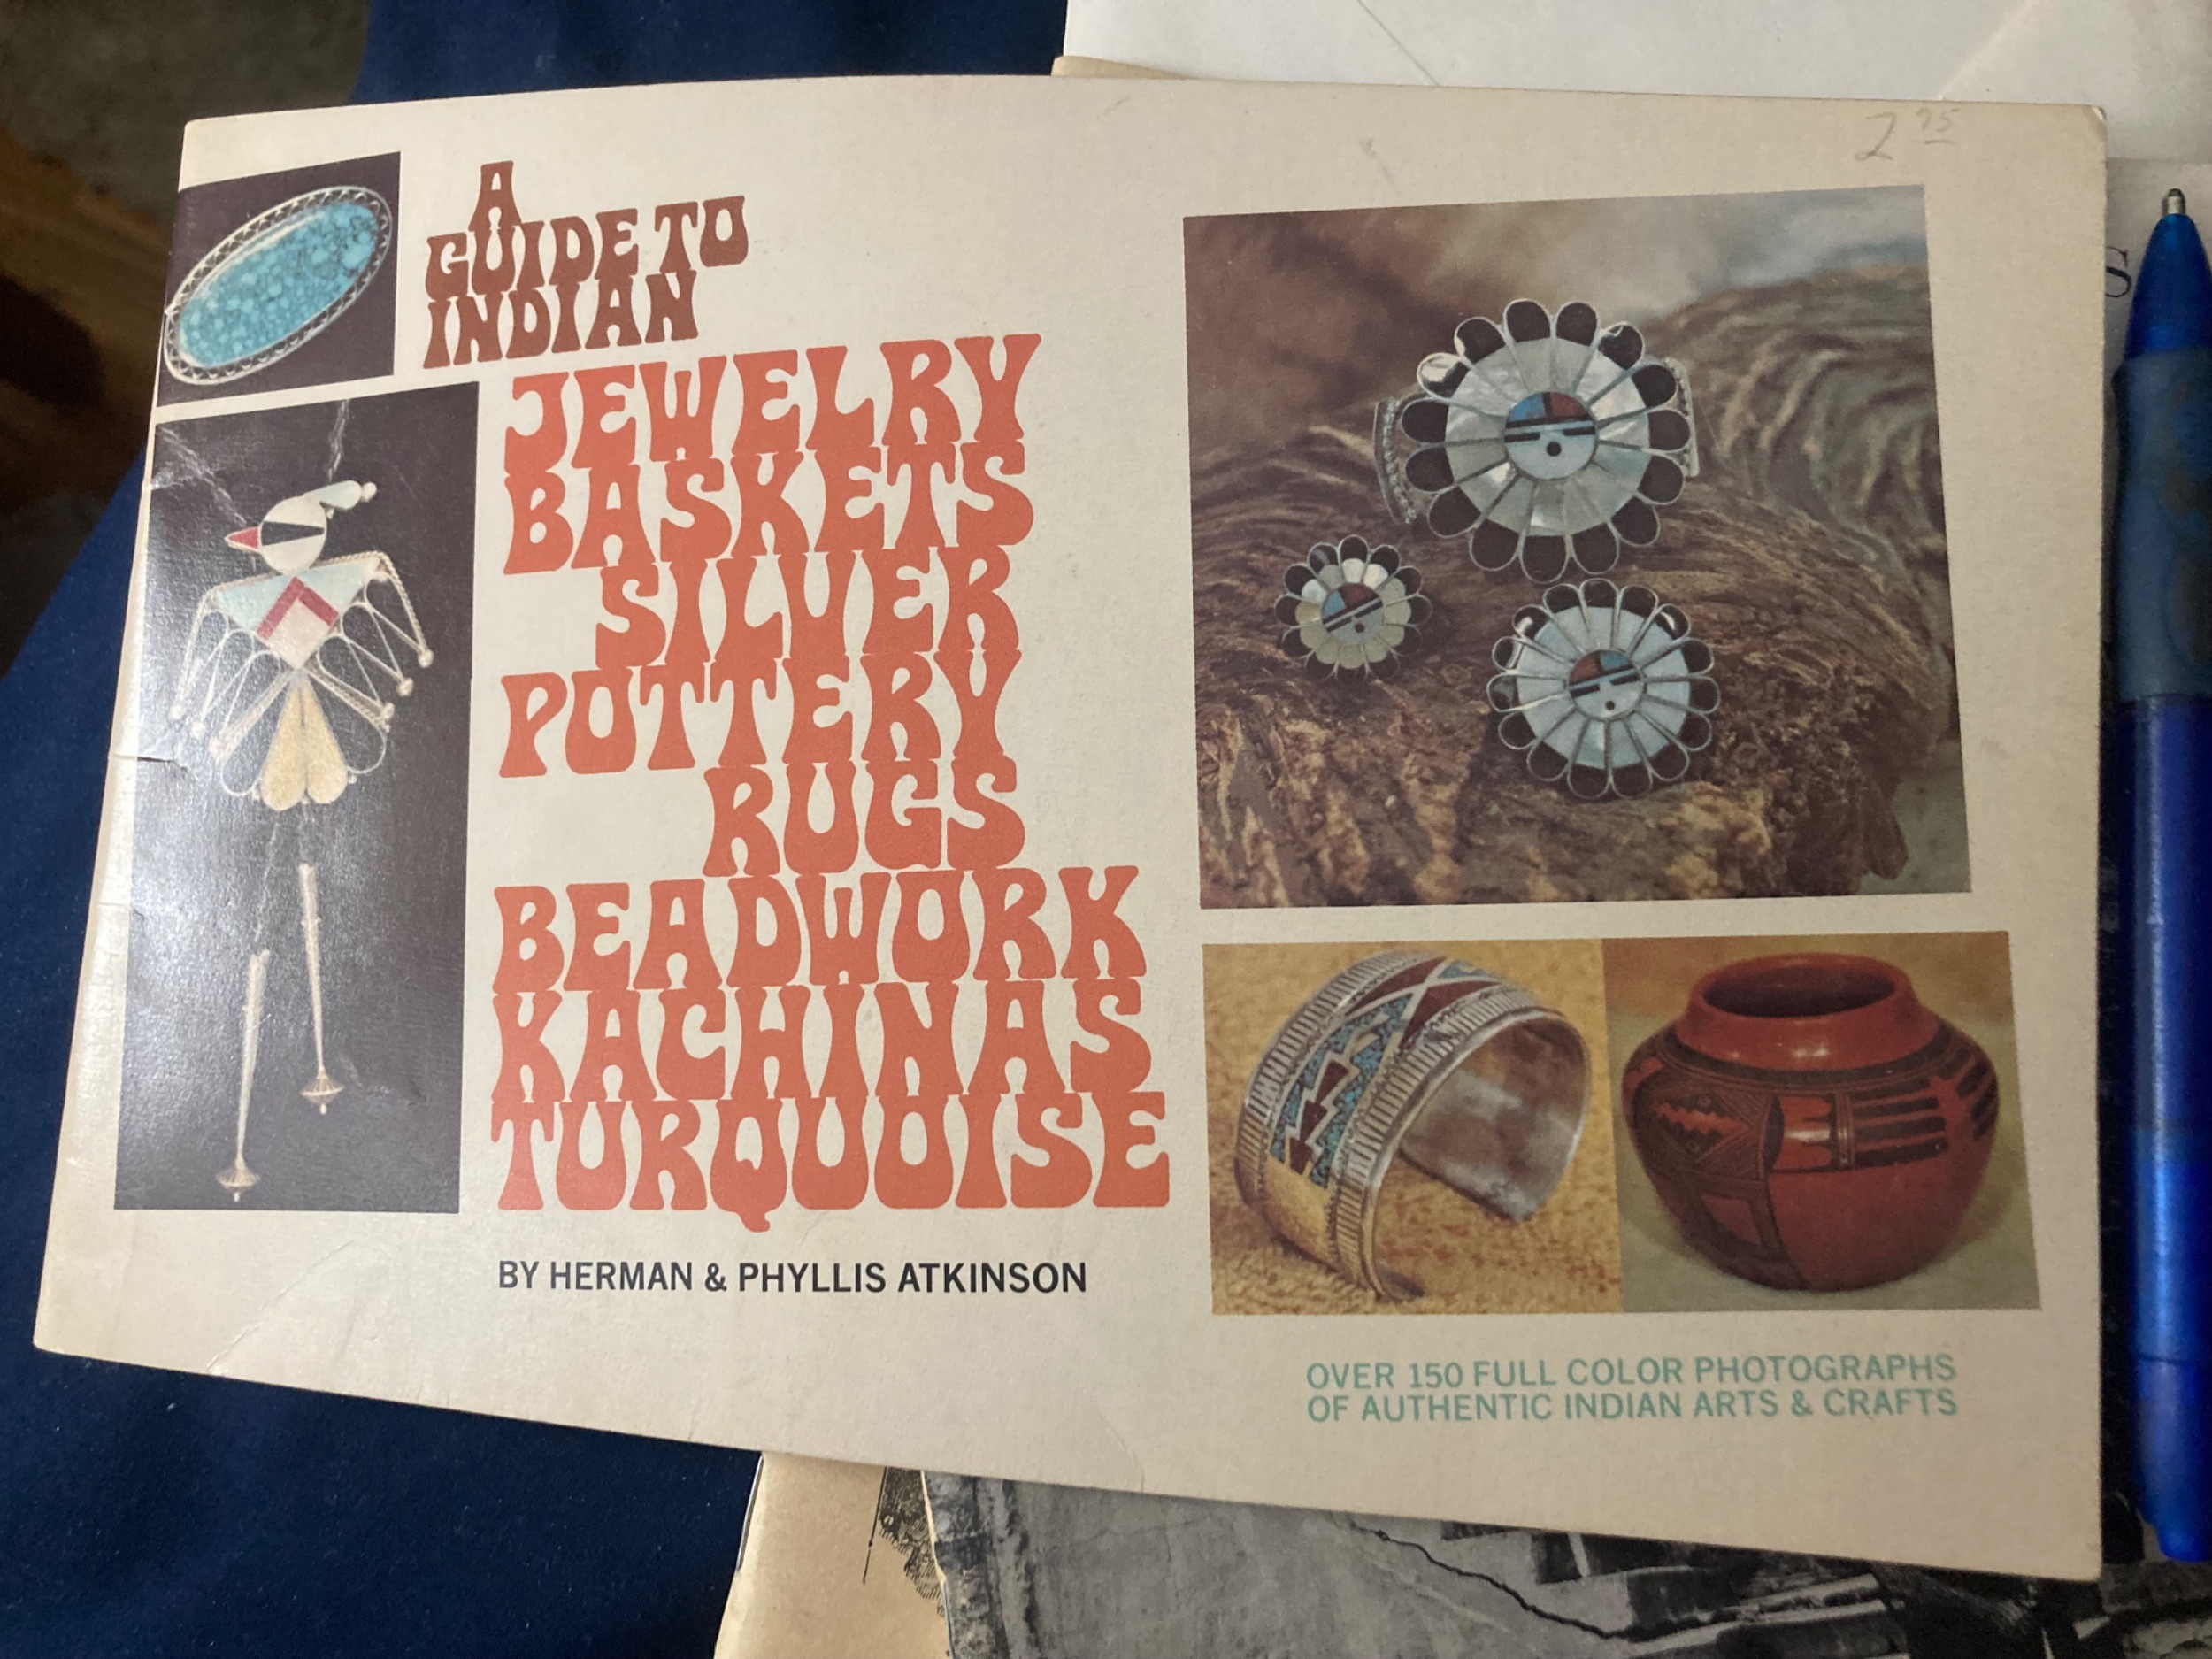 2 95
A
GUIDE TO
INDIAN
JEWELRY
BASKETS
SILVER
POTTERY
RUGS
BEADWORK
KACHINAS
TURQUOISE
BY HERMAN & PHYLLIS ATKINSON
OVER 150 FULL COLOR PHOTOGRAPHS
OF AUTHENTIC INDIAN ARTS & CRAFTS
S